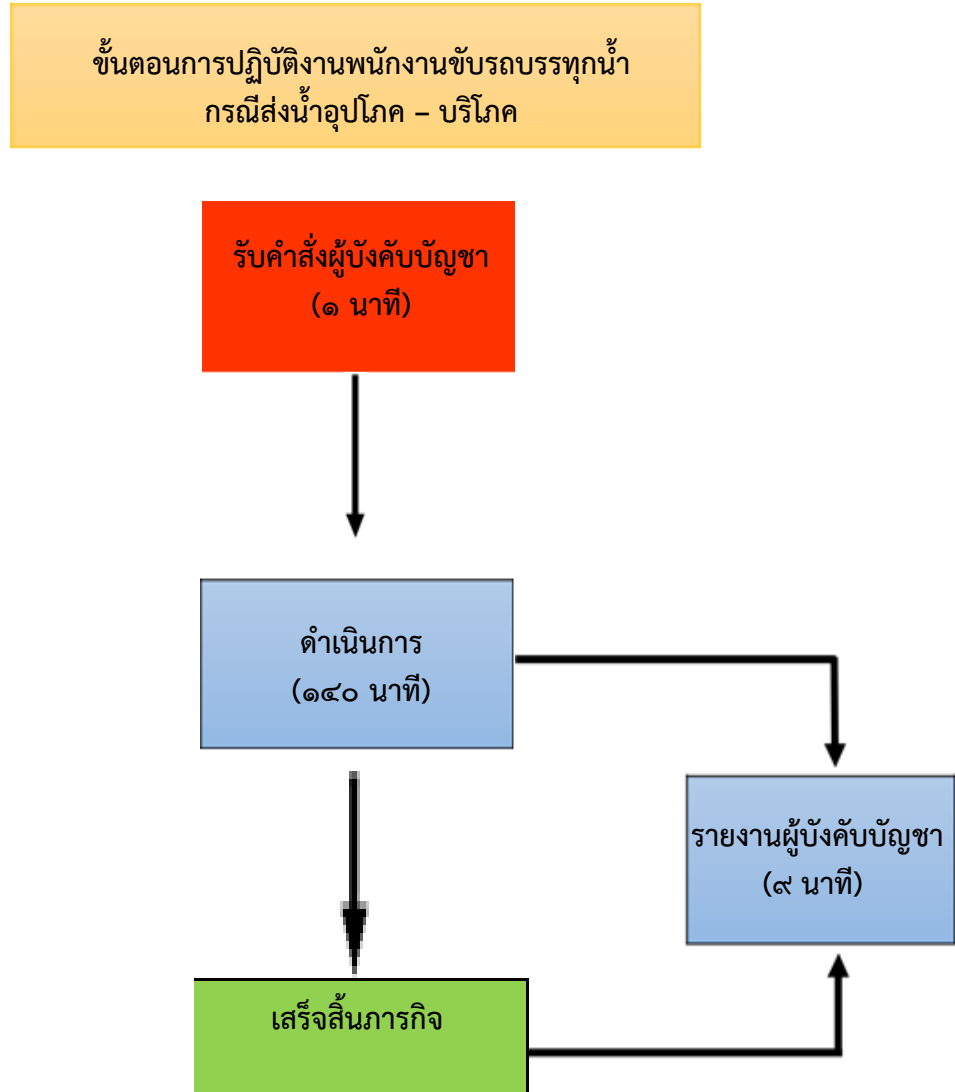 ขั้นตอนการปฏิบัติงานพนักงานขับรถบรรทุกน้ำ
กรณีส่งน้ำอุปโภค – บริโภค
รับคำสั่งผู้บังคับบัญชา
(๑ นาที)
ดำเนินการ
(๑๔๐ นาที)
รายงานผู้บังคับบัญชา
(๙ นาที)
เสร็จสิ้นภารกิจ